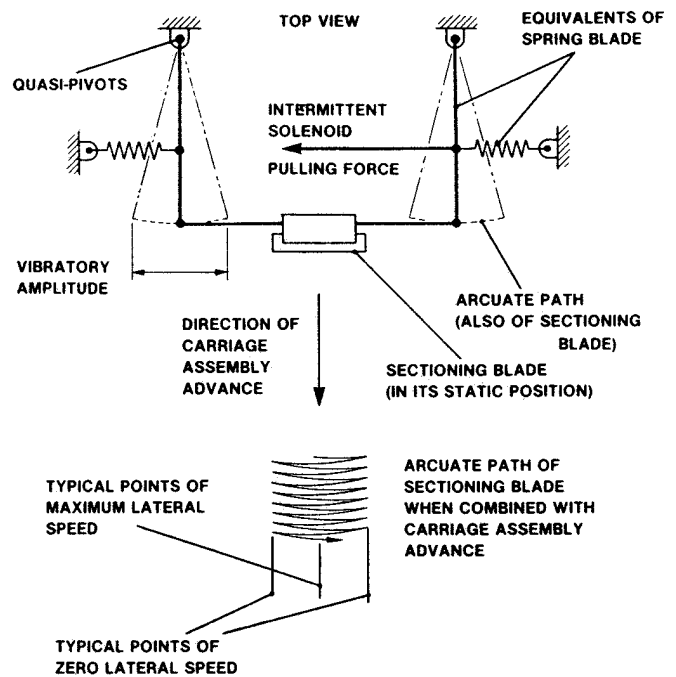 TOP VIEW
EQUIVALENTS OF
SPRING BLADE
QUASI-PIVOTS
INTERMITTENT
SOLENOID
PULLING FORCE
VIBRATORY
AMPLITUDE
DIRECTION OF
CARRIAGE
ASSEMBLY
ADVANCE
ARCUATE PATH
(ALSO OF SECTIONING
BLADE)
SECTIONING BLADE
(IN ITS STATIC POSITION)
TYPICAL POINTS OF
MAXIMUM LATERAL
SPEED
ARCUATE PATH OF
SECTIONING BLADE
WHEN COMBINED WITH
CARRIAGE ASSEMBLY
ADVANCE
TYPICAL POINTS OF
ZERO LATERAL SPEED